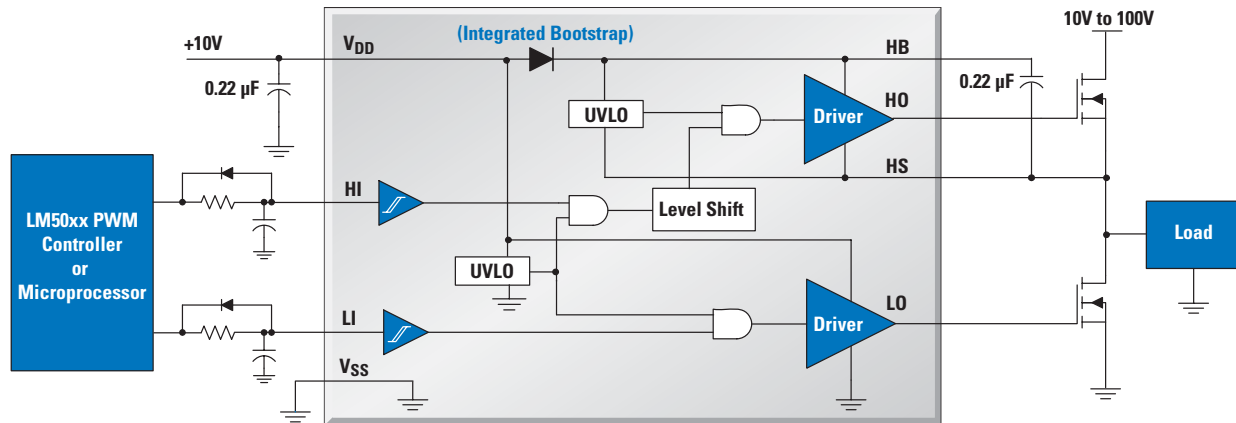 10V to 100V
(Integrated Bootstrap)
+10V
VDD
HB
0.22 µF
0.22 µF
HO
UVLO
Driver
HS
HI
LM50xx PWM
Controller
or
Microprocessor
Level Shift
Load
UVLO
LO
LI
Driver
VSS